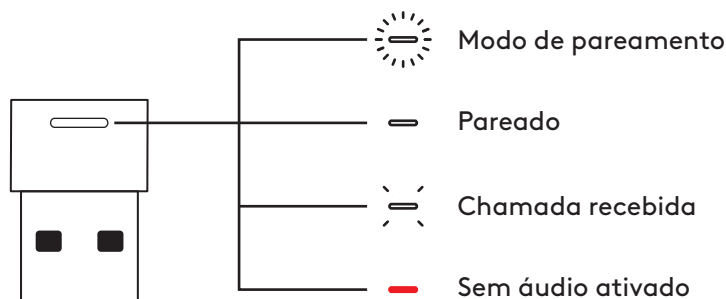 Modo de pareamento
Pareado
Chamada recebida
Sem áudio ativado